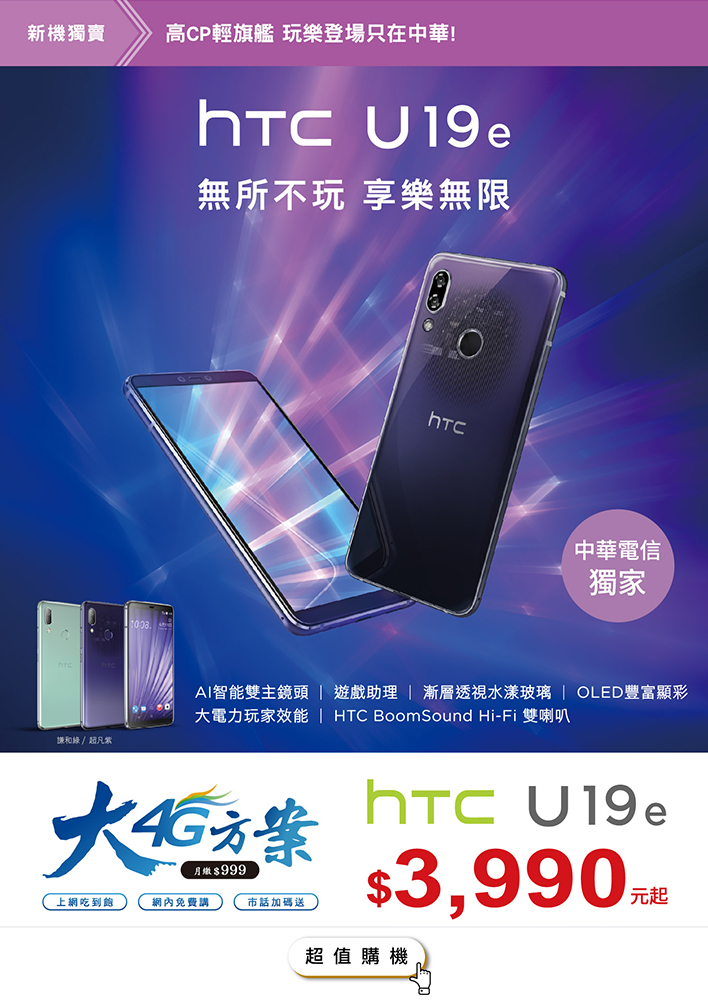 新機獨賣
高CP輕旗艦 玩樂登場只在中華!
hTC U19e
無所不玩 享樂無限
hTC
中華電信
獨家
10:08
hTC
hTC
謙和綠 / 超凡紫
AI智能雙主鏡頭 | 遊戲助理 | 漸層透視水漾玻璃 | OLED豐富顯彩
大電力玩家效能 | HTC BoomSound Hi-Fi 雙喇叭
大4G方案
月繳$999
上網吃到飽 網內免費講 市話加碼送
hTC U19e
$3,990元起
超值購機